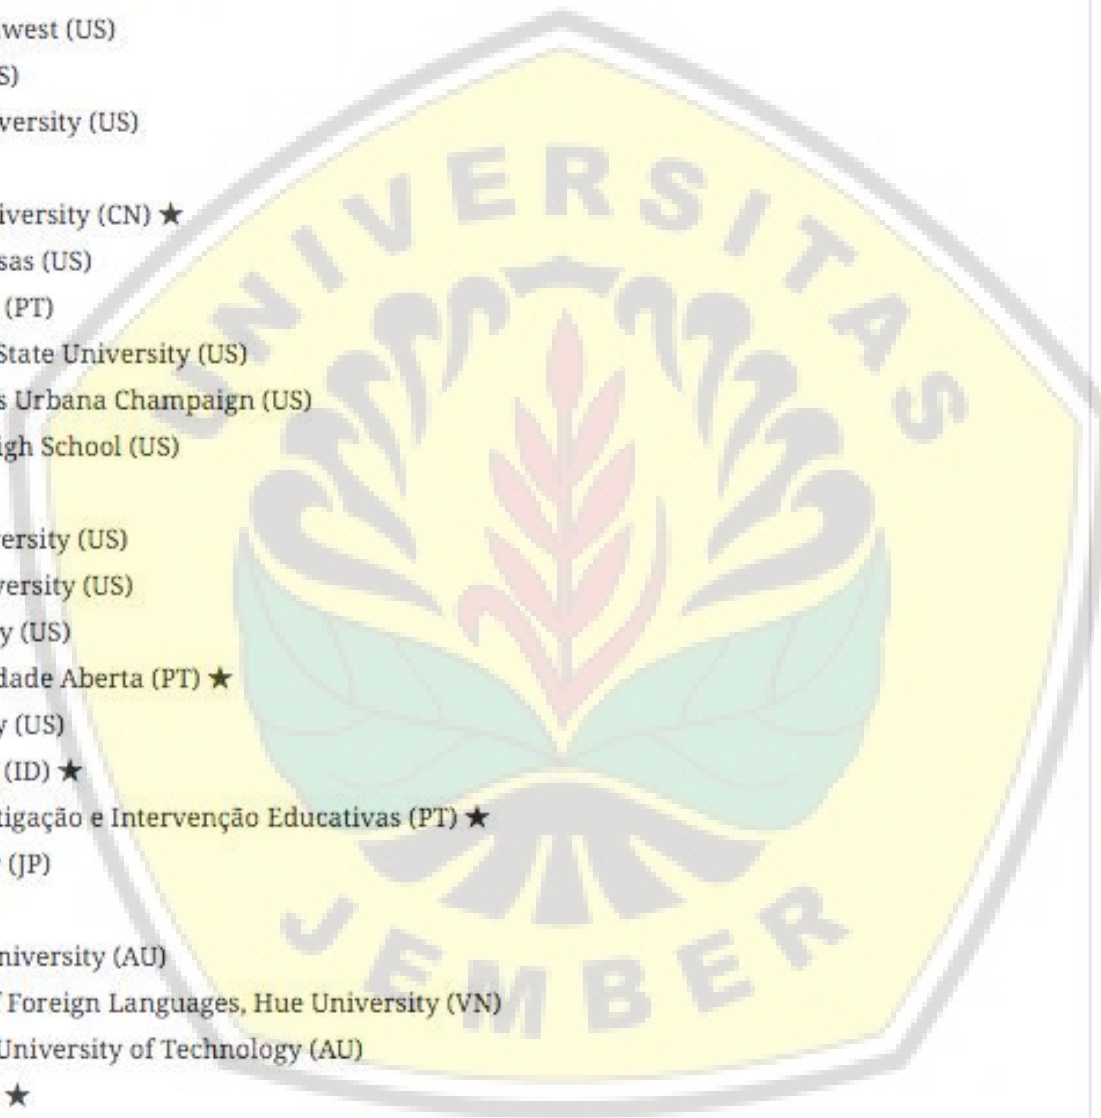 west (US)
S)
versity (US)
iversity (CN) ★
sas (US)
(PT)
State University (US)
s Urbana Champaign (US)
igh School (US)
ersity (US)
versity (US)
y (US)
dade Aberta (PT) ★
y (US)
(ID) ★
tigação e Intervenção Educativas (PT) ★
(JP)
niversity (AU)
f Foreign Languages, Hue University (VN)
University of Technology (AU)
★
UNIVERSITAS
JEMBER